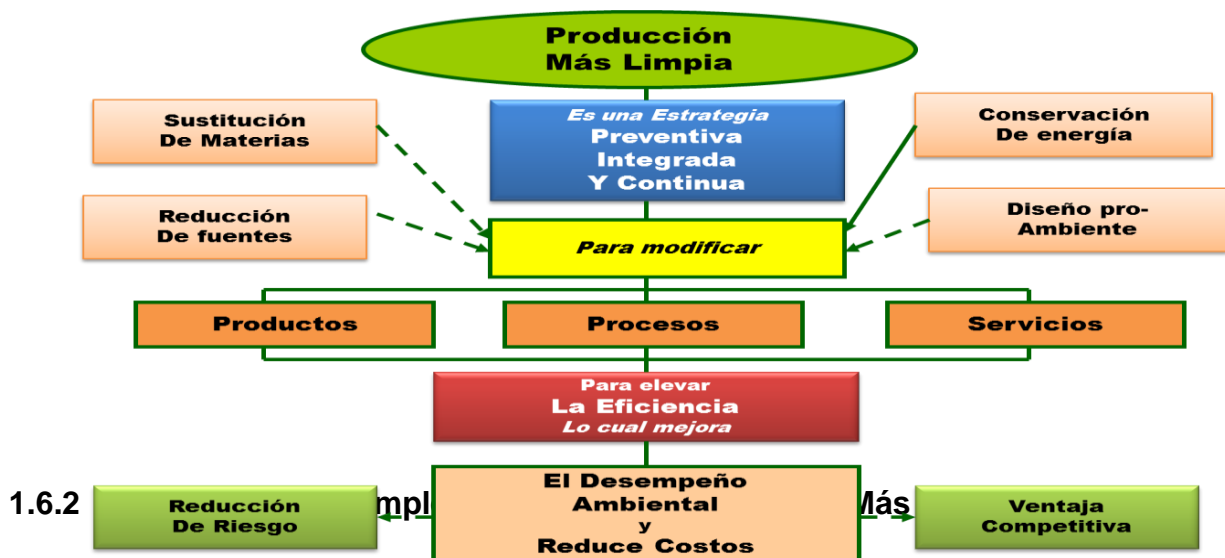 Producción
Más Limpia
Sustitución
De Materias
Es una Estrategia
Preventiva
Integrada
Y Continua
Conservación
De energía
Reducción
De fuentes
Para modificar
Diseño pro-
Ambiente
Productos
Procesos
Servicios
Para elevar
La Eficiencia
Lo cual mejora
1.6.2
Más
Reducción
De Riesgo
El Desempeño
Ambiental
y
Reduce Costos
Ventaja
Competitiva